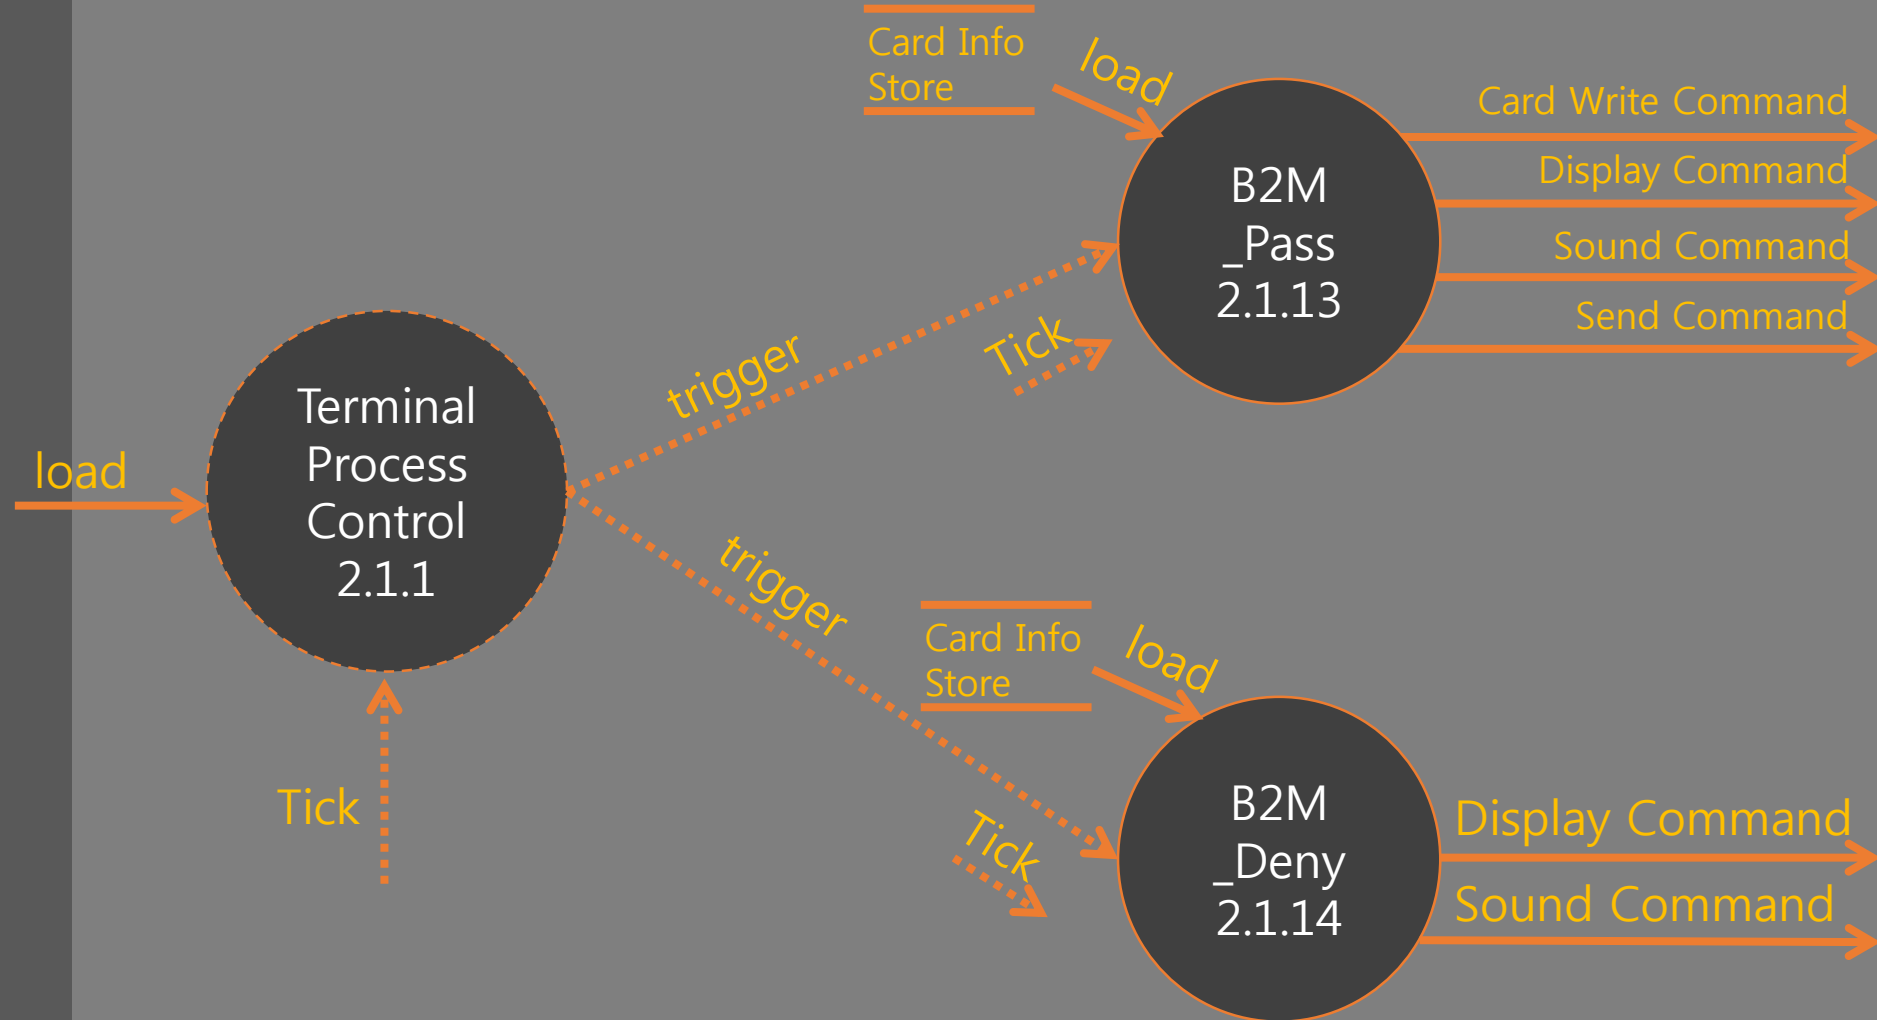 Card Info
Store
load
B2M
_Pass
2.1.13
Card Write Command
Display Command
Sound Command
Send Command
trigger
Tick
Terminal
Process
Control
2.1.1
load
Tick
trigger
Card Info
Store
load
Tick
B2M
_Deny
2.1.14
Display Command
Sound Command